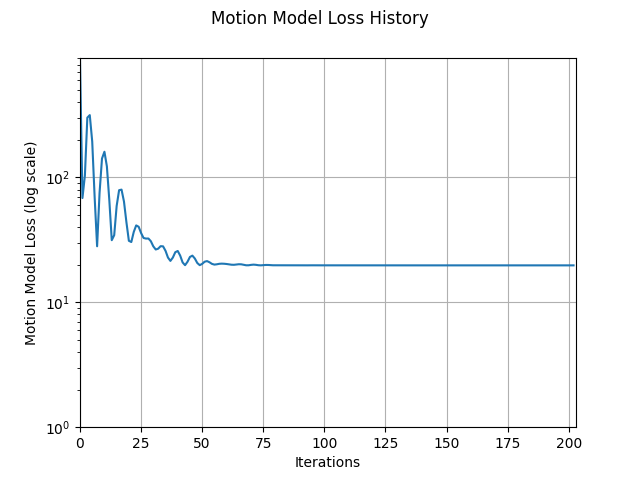 Motion Model Loss History
Motion Model Loss (log scale)
10²
10¹
10⁰
0 25 50 75 100 125 150 175 200
Iterations